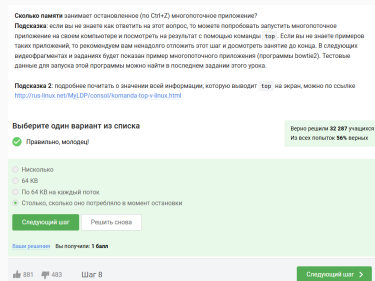 Сколько памяти занимает остановленное (по Ctrl+Z) многопоточное приложение?
Подсказка: если вы не знаете как ответить на этот вопрос, то можете попробовать запустить многопоточное
приложение на своем компьютере и посмотреть на результат с помощью команды top. Если вы не знаете примеров
таких приложений, то рекомендуем вам ненадолго отложить этот шаг и досмотреть занятие до конца. В следующих
видеофрагментах и заданиях будет показан пример многопоточного приложения (программы bowtie2). Тестовые
данные для запуска этой программы можно найти в последнем задании этого урока.
Подсказка 2: подробнее почитать о значении всей информации, которую выводит top на экран, можно по ссылке
http://rus-linux.net/MyLDP/consol/komanda-top-v-linux.html
Выберите один вариант из списка
Верно решили 32 287 учащихся
Из всех попыток 56% верных
Правильно, молодец!
Нисколько
64 KB
По 64 KB на каждый поток
Столько, сколько оно потребляло в момент остановки
Следующий шаг
Решить снова
Ваши решения Вы получили: 1 балл
881 483 Шаг 8 Следующий шаг